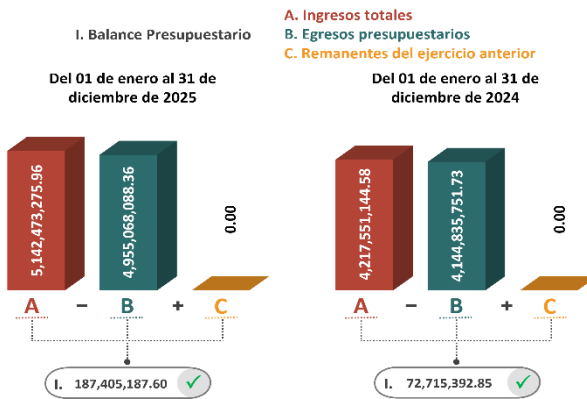 I. Balance Presupuestario
A. Ingresos totales
B. Egresos presupuestarios
C. Remanentes del ejercicio anterior
Del 01 de enero al 31 de
diciembre de 2025
5,142,473,275.96
4,955,068,088.36
0.00
A – B + C
I. 187,405,187.60
Del 01 de enero al 31 de
diciembre de 2024
4,217,551,144.58
4,144,835,751.73
0.00
A – B + C
I. 72,715,392.85